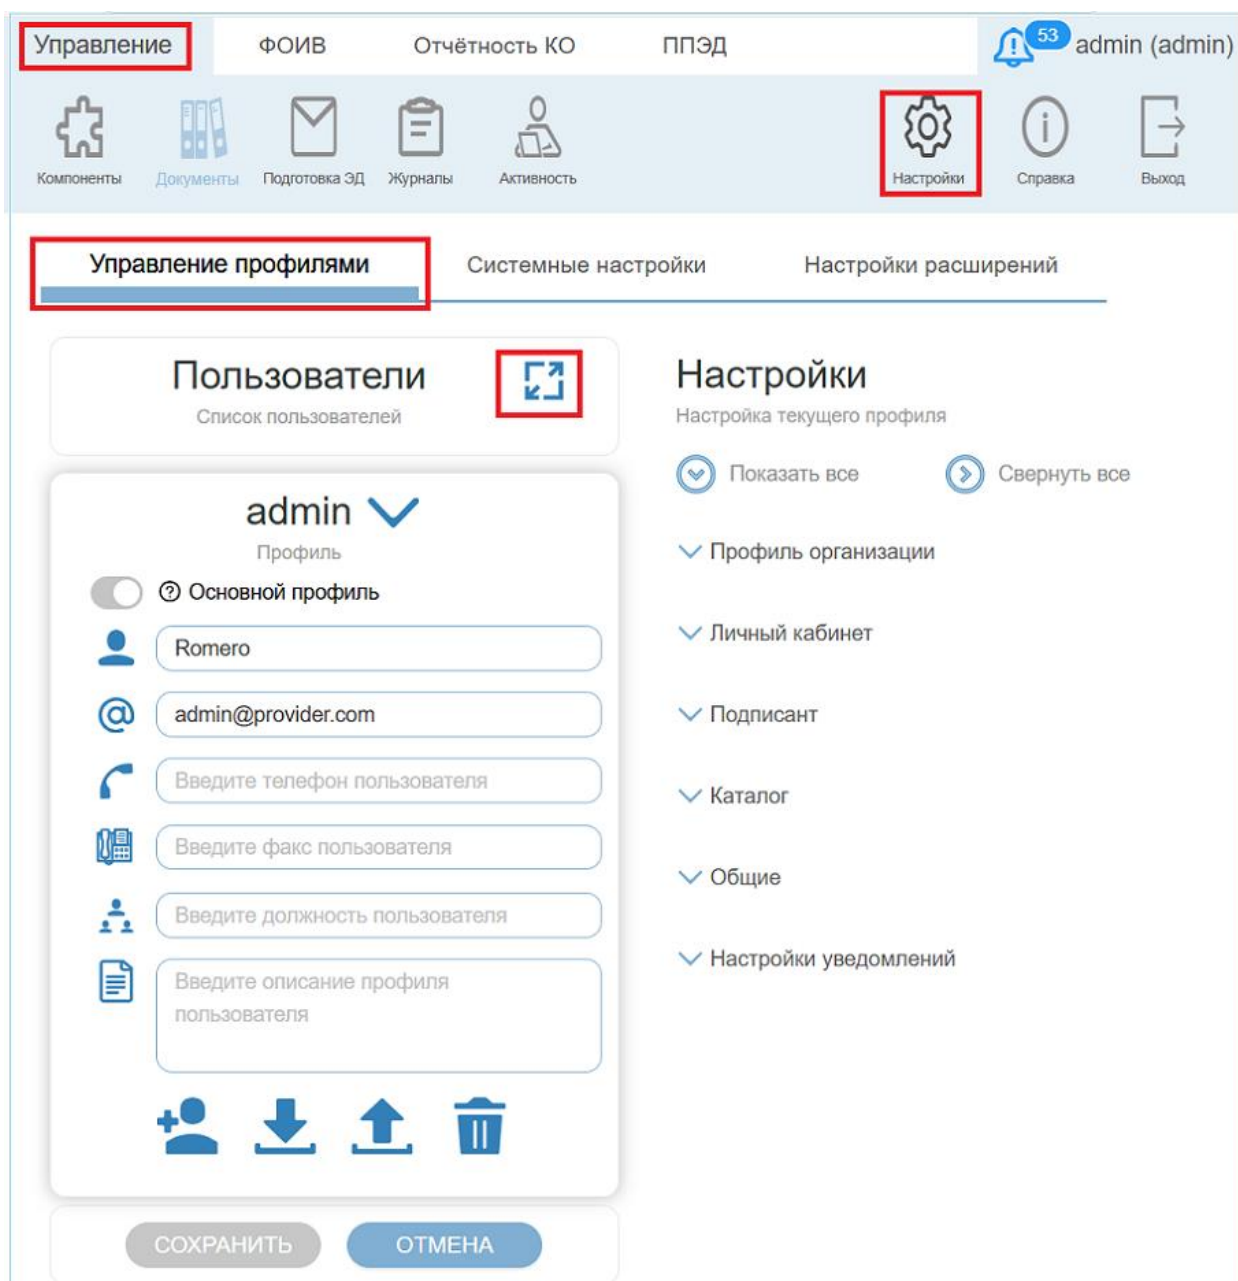 Управление ФОИВ Отчётность КО ППЭД 53 admin (admin)
Компоненты Документы Подготовка ЭД Журналы Активность Настройки Справка Выход
Управление профилями Системные настройки Настройки расширений
Пользователи
Список пользователей
admin
Профиль
Основной профиль
Romero
admin@provider.com
Введите телефон пользователя
Введите факс пользователя
Введите должность пользователя
Введите описание профиля
пользователя
СОХРАНИТЬ ОТМЕНА
Настройки
Настройка текущего профиля
Показать все Свернуть все
Профиль организации
Личный кабинет
Подписант
Каталог
Общие
Настройки уведомлений